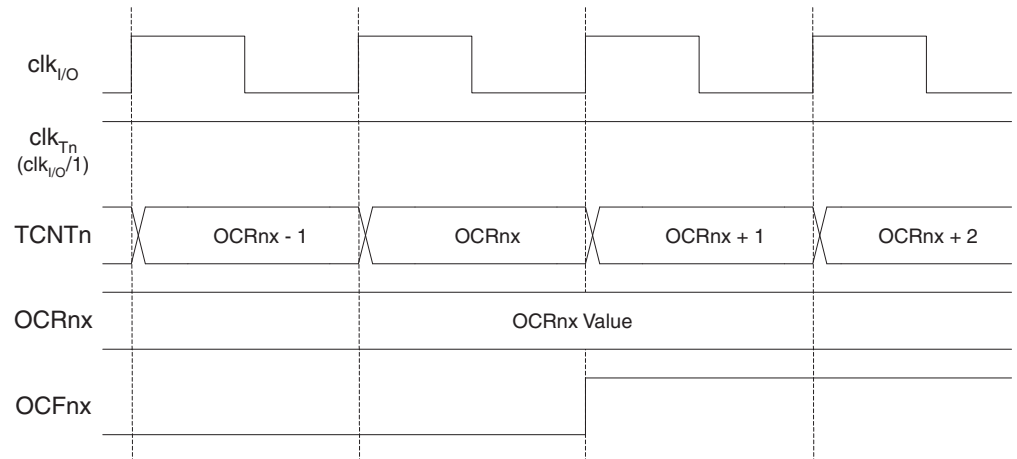 clkI/O
clkTn
(clkI/O/1)
TCNTn
OCRnx - 1
OCRnx
OCRnx + 1
OCRnx + 2
OCRnx
OCRnx Value
OCFnx